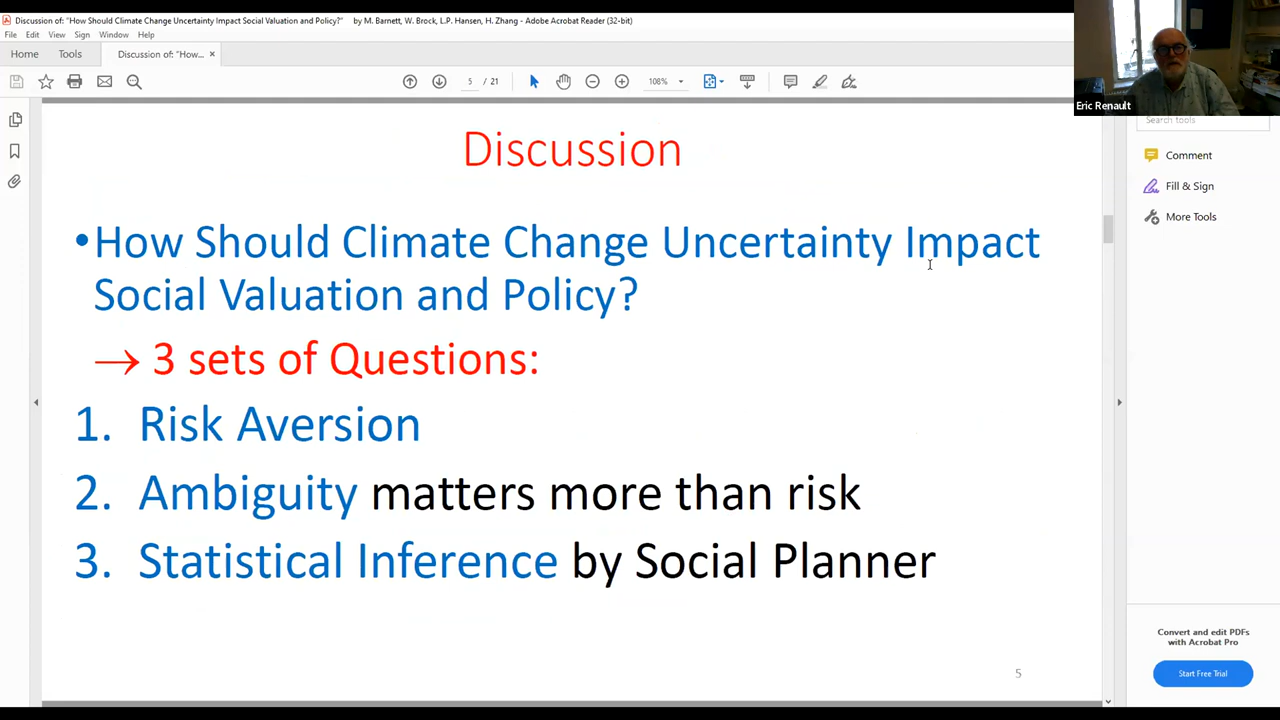 Discussion of: "How Should Climate Change Uncertainty Impact Social Valuation and Policy?" by M. Barnett, W. Brock, L.P. Hansen, H. Zhang - Adobe Acrobat Reader (32-bit)
File Edit View Sign Window Help
Home Tools Discussion of: "How... ×
5 / 21 108%
Eric Renault
Search tools
Comment
Fill & Sign
More Tools
Discussion
•How Should Climate Change Uncertainty Impact
Social Valuation and Policy?
→ 3 sets of Questions:
1. Risk Aversion
2. Ambiguity matters more than risk
3. Statistical Inference by Social Planner
5
Convert and edit PDFs
with Acrobat Pro
Start Free Trial